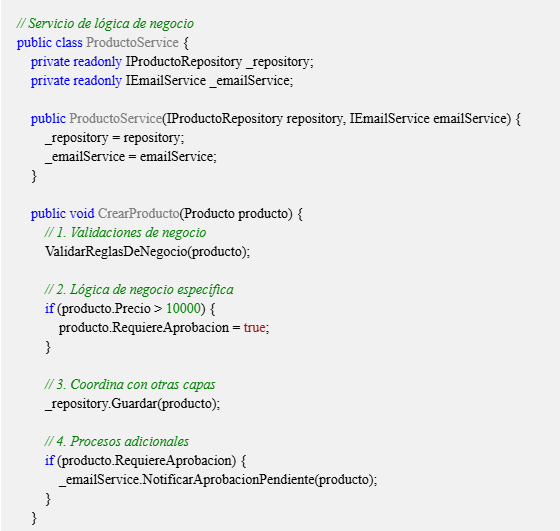 // Servicio de lógica de negocio
public class ProductoService {
private readonly IProductoRepository _repository;
private readonly IEmailService _emailService;
public ProductoService(IProductoRepository repository, IEmailService emailService) {
_repository = repository;
_emailService = emailService;
}
public void CrearProducto(Producto producto) {
// 1. Validaciones de negocio
ValidarReglasDeNegocio(producto);
// 2. Lógica de negocio específica
if (producto.Precio > 10000) {
producto.RequiereAprobacion = true;
}
// 3. Coordina con otras capas
_repository.Guardar(producto);
// 4. Procesos adicionales
if (producto.RequiereAprobacion) {
_emailService.NotificarAprobacionPendiente(producto);
}
}